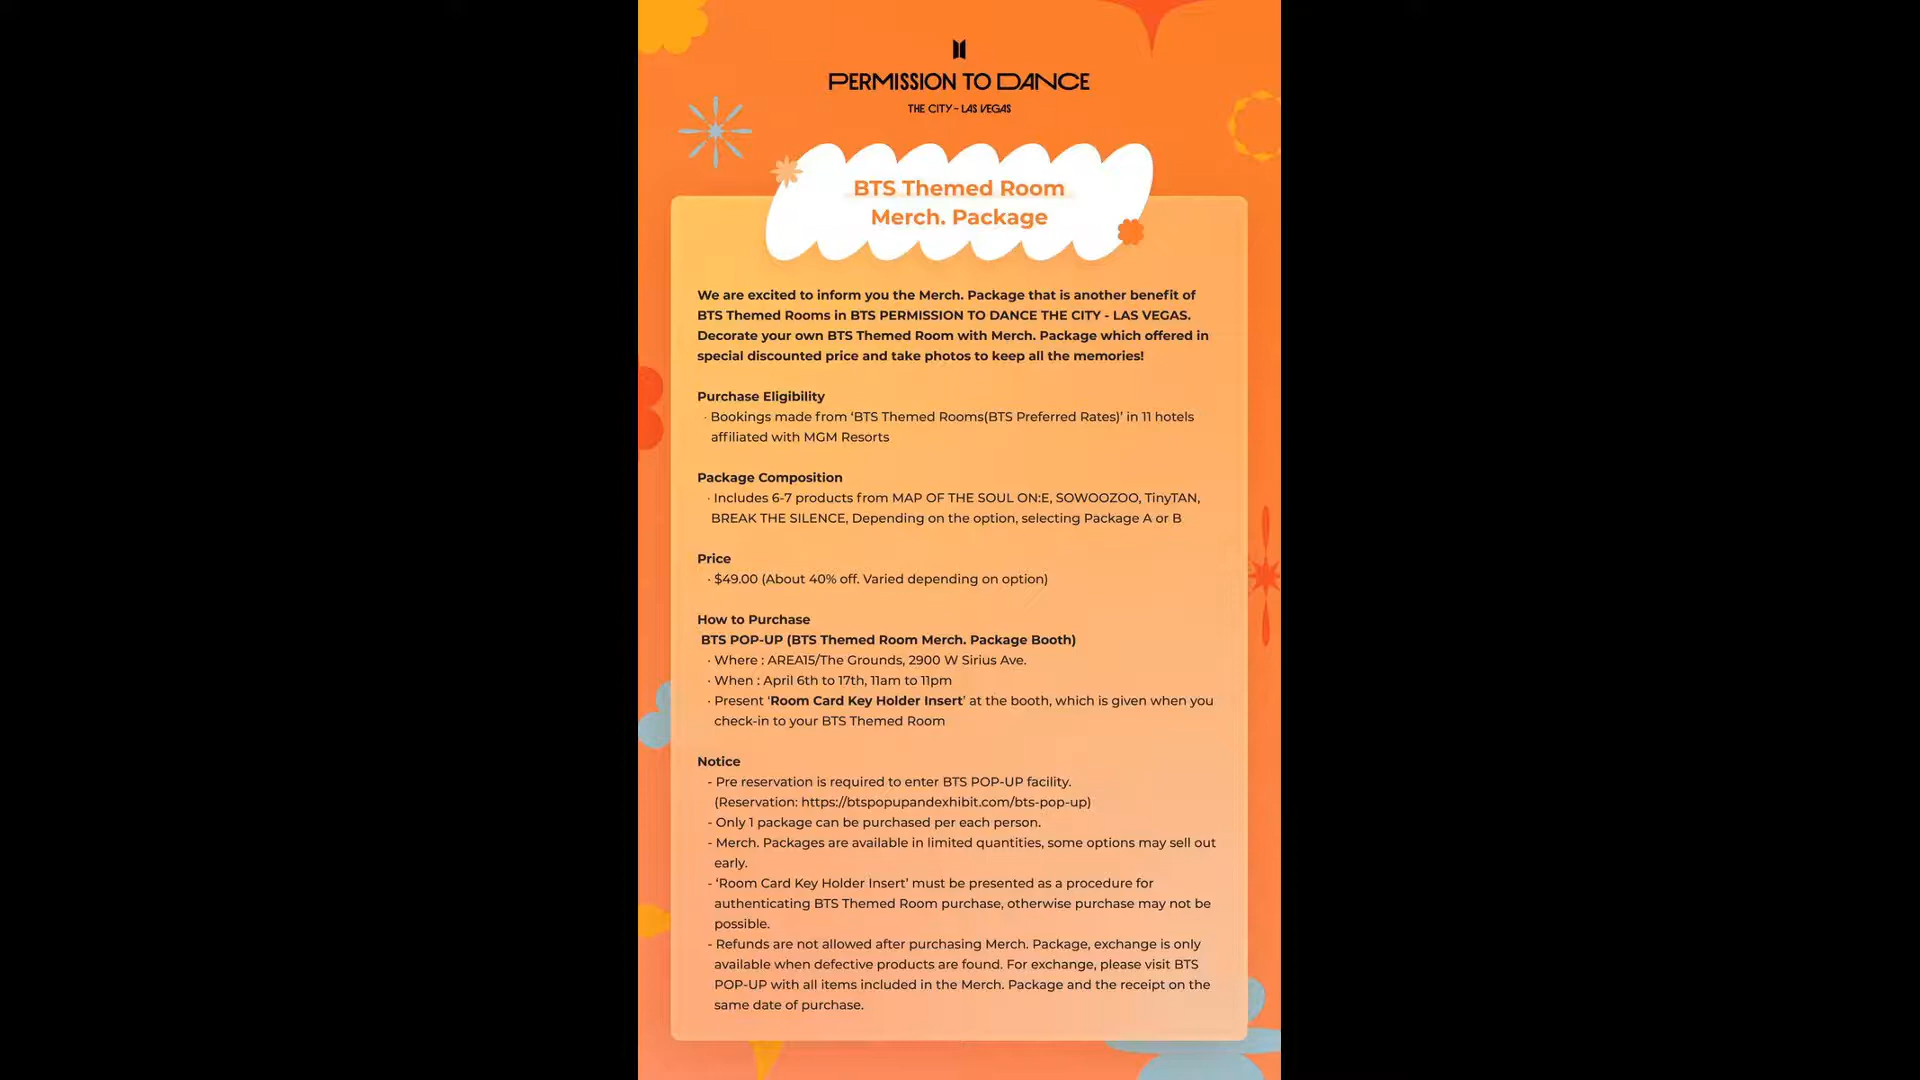 PERMISSION TO DANCE
THE CITY - LAS VEGAS
BTS Themed Room
Merch. Package
We are excited to inform you the Merch. Package that is another benefit of
BTS Themed Rooms in BTS PERMISSION TO DANCE THE CITY - LAS VEGAS.
Decorate your own BTS Themed Room with Merch. Package which offered in
special discounted price and take photos to keep all the memories!
Purchase Eligibility
· Bookings made from ‘BTS Themed Rooms(BTS Preferred Rates)’ in 11 hotels
affiliated with MGM Resorts
Package Composition
· Includes 6-7 products from MAP OF THE SOUL ON:E, SOWOOZOO, TinyTAN,
BREAK THE SILENCE, Depending on the option, selecting Package A or B
Price
· $49.00 (About 40% off. Varied depending on option)
How to Purchase
BTS POP-UP (BTS Themed Room Merch. Package Booth)
· Where : AREA15/The Grounds, 2900 W Sirius Ave.
· When : April 6th to 17th, 11am to 11pm
· Present ‘Room Card Key Holder Insert’ at the booth, which is given when you
check-in to your BTS Themed Room
Notice
- Pre reservation is required to enter BTS POP-UP facility.
(Reservation: https://btspopupandexhibit.com/bts-pop-up)
- Only 1 package can be purchased per each person.
- Merch. Packages are available in limited quantities, some options may sell out
early.
- ‘Room Card Key Holder Insert’ must be presented as a procedure for
authenticating BTS Themed Room purchase, otherwise purchase may not be
possible.
- Refunds are not allowed after purchasing Merch. Package, exchange is only
available when defective products are found. For exchange, please visit BTS
POP-UP with all items included in the Merch. Package and the receipt on the
same date of purchase.